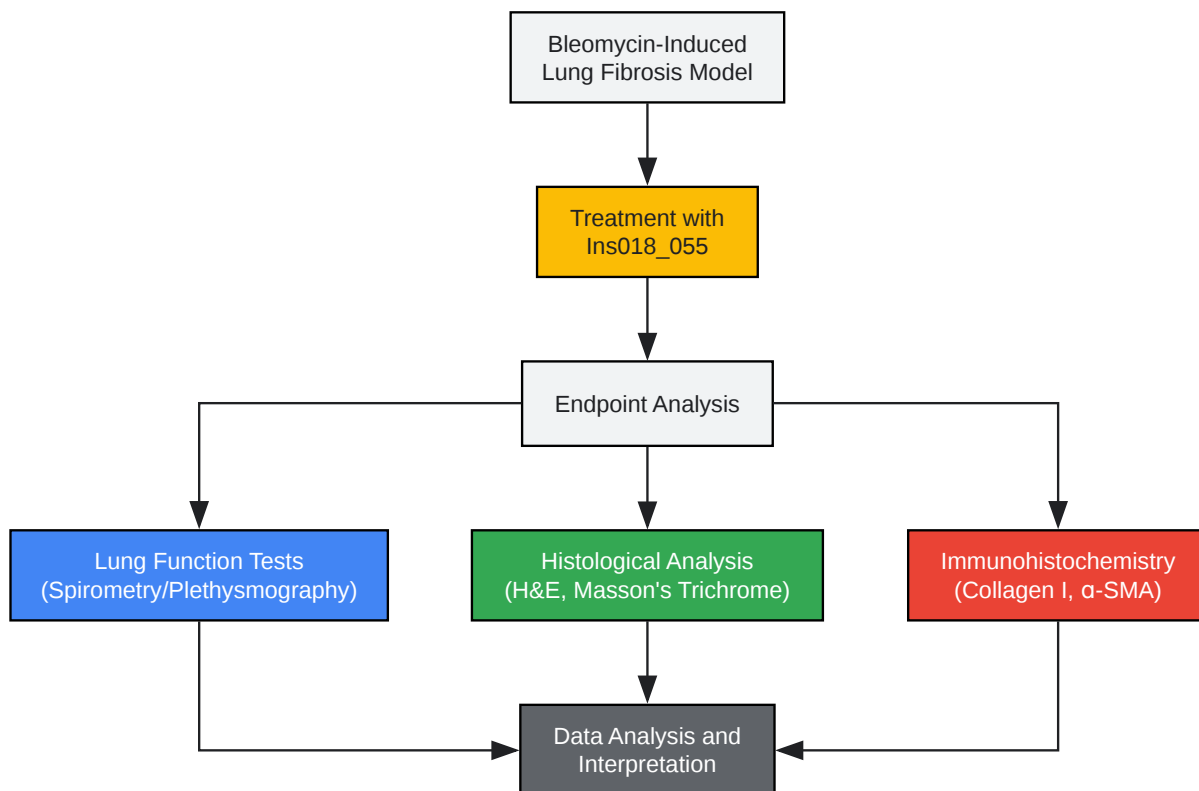 Bleomycin-Induced
Lung Fibrosis Model
Treatment with
Ins018_055
Endpoint Analysis
Lung Function Tests
(Spirometry/Plethysmography)
Histological Analysis
(H&E, Masson's Trichrome)
Immunohistochemistry
(Collagen I, α-SMA)
Data Analysis and
Interpretation